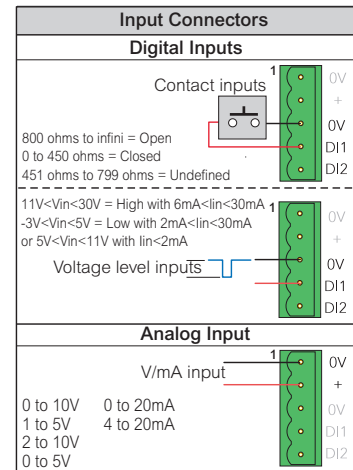 Input Connectors
Digital Inputs
1
0V
Contact inputs
+
0V
800 ohms to infini = Open
DI1
0 to 450 ohms = Closed
DI2
451 ohms to 799 ohms = Undefined
11V<Vin<30V = High with 6mA<Iin<30mA
1
0V
-3V<Vin<5V = Low with 2mA<Iin<30mA
+
or 5V<Vin<11V with Iin<2mA
0V
Voltage level inputs
DI1
DI2
Analog Input
1
0V
V/mA input
+
0 to 10V 0 to 20mA
0V
1 to 5V 4 to 20mA
DI1
2 to 10V
DI2
0 to 5V